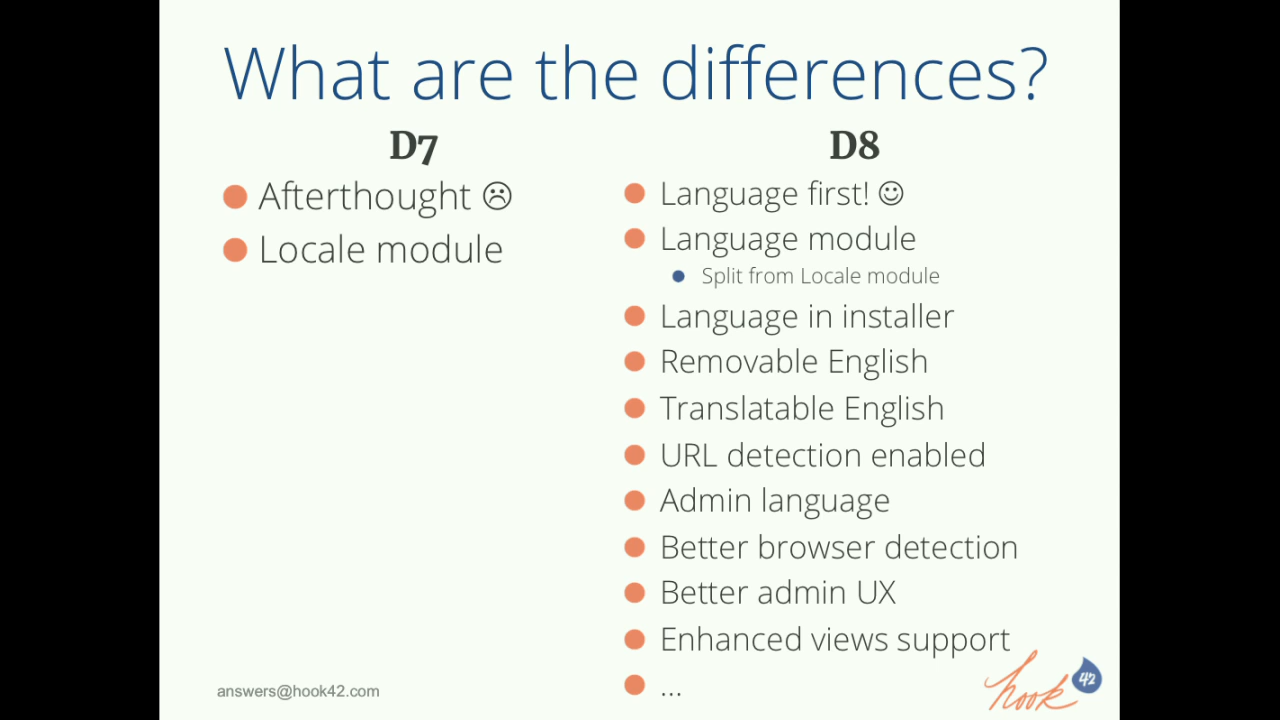 What are the differences?
D7
Afterthought ☹
Locale module
D8
Language first! ☺
Language module
Split from Locale module
Language in installer
Removable English
Translatable English
URL detection enabled
Admin language
Better browser detection
Better admin UX
Enhanced views support
...
answers@hook42.com
hook 42